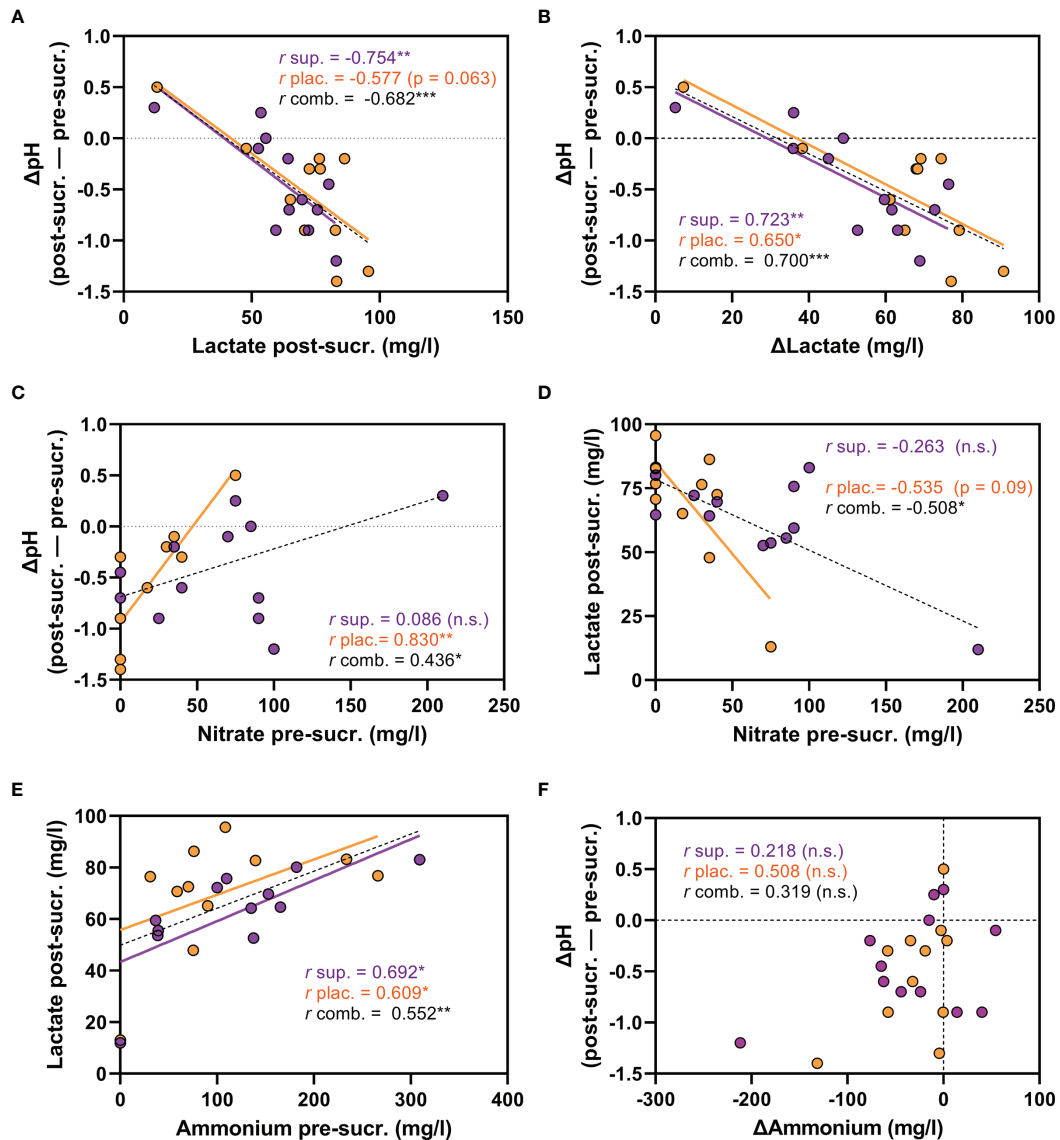 A
ΔpH
(post-sucr. — pre-sucr.)
1.0
0.5
0.0
-0.5
-1.0
-1.5
r sup. = -0.754**
r plac. = -0.577 (p = 0.063)
r comb. = -0.682***
0
50
100
150
Lactate post-sucr. (mg/l)
B
ΔpH
(post-sucr. — pre-sucr.)
1.0
0.5
0.0
-0.5
-1.0
-1.5
r sup. = 0.723**
r plac. = 0.650*
r comb. = 0.700***
0
20
40
60
80
100
ΔLactate (mg/l)
C
ΔpH
(post-sucr. — pre-sucr.)
1.0
0.5
0.0
-0.5
-1.0
-1.5
r sup. = 0.086 (n.s.)
r plac.= 0.830**
r comb. = 0.436*
0
50
100
150
200
250
Nitrate pre-sucr. (mg/l)
D
Lactate post-sucr. (mg/l)
100
75
50
25
0
r sup. = -0.263 (n.s.)
r plac.= -0.535 (p = 0.09)
r comb. = -0.508*
0
50
100
150
200
250
Nitrate pre-sucr. (mg/l)
E
Lactate post-sucr. (mg/l)
100
80
60
40
20
0
r sup. = 0.692*
r plac. = 0.609*
r comb. = 0.552**
0
100
200
300
400
Ammonium pre-sucr. (mg/l)
F
ΔpH
(post-sucr. — pre-sucr.)
1.0
0.5
0.0
-0.5
-1.0
-1.5
r sup. = 0.218 (n.s.)
r plac. = 0.508 (n.s.)
r comb. = 0.319 (n.s.)
-300
-200
-100
0
100
ΔAmmonium (mg/l)